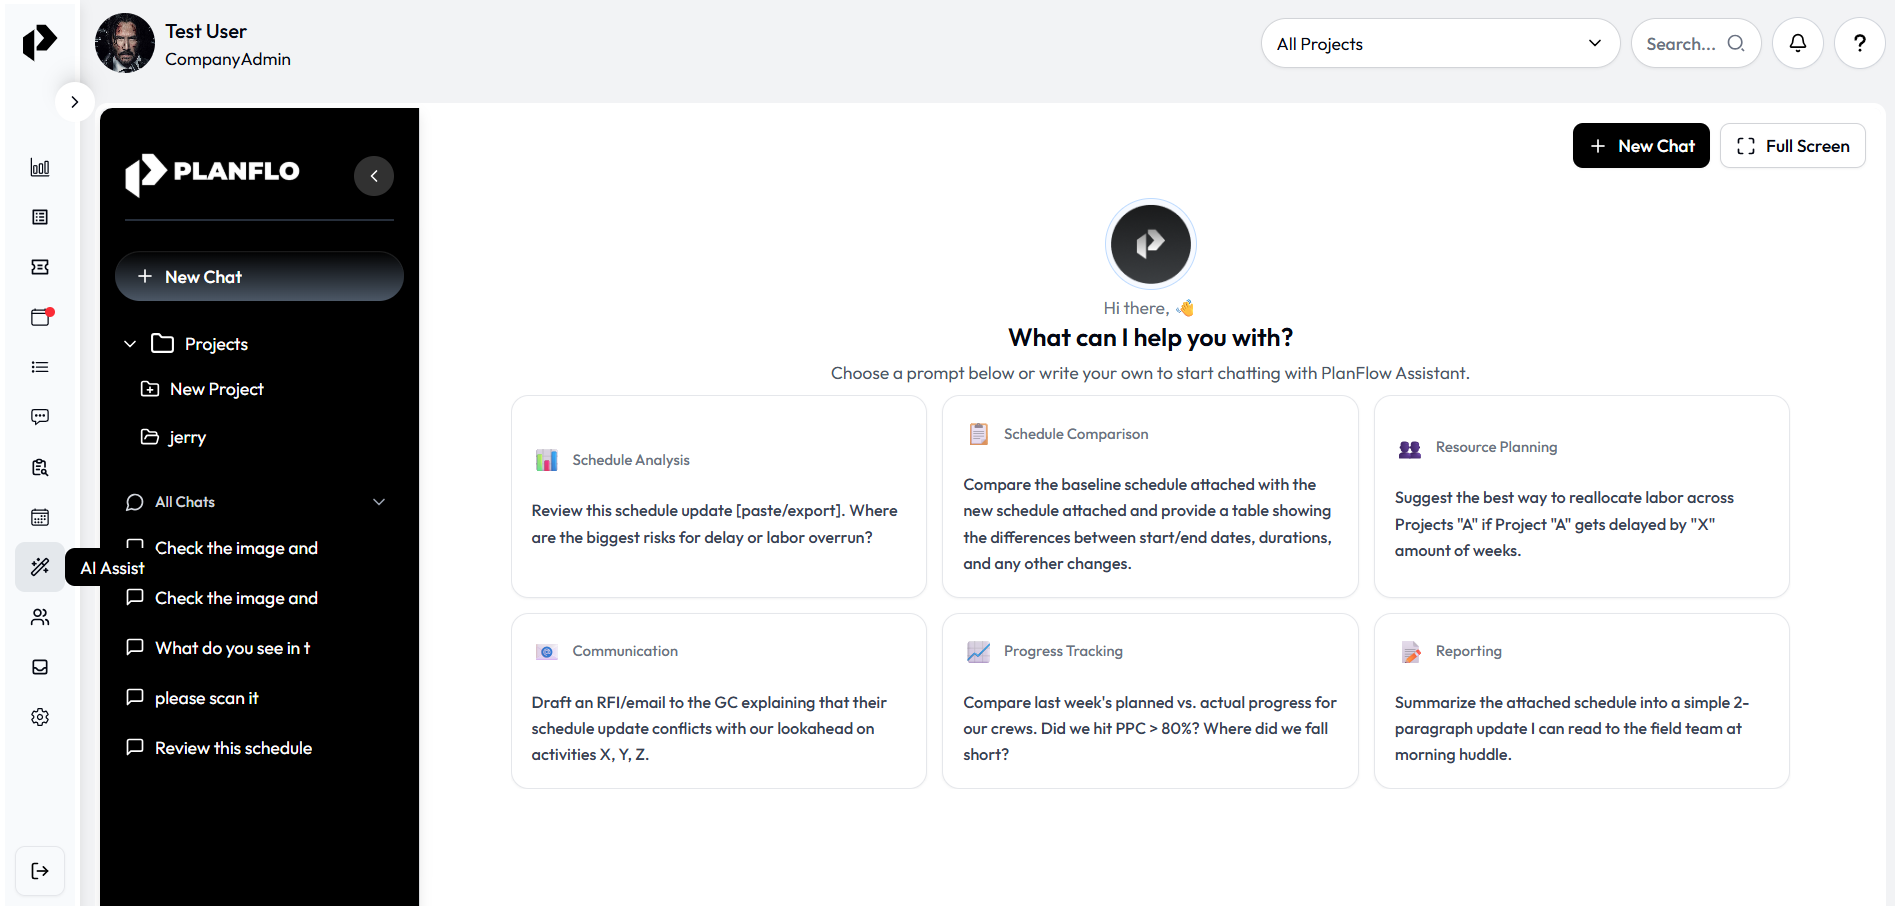 Test User
CompanyAdmin
All Projects
Search...
?
PLANFLO
New Chat
Projects
New Project
jerry
All Chats
Check the image and
AI Assist
Check the image and
What do you see in t
please scan it
Review this schedule
New Chat
Full Screen
Hi there, 👋
What can I help you with?
Choose a prompt below or write your own to start chatting with PlanFlow Assistant.
Schedule Analysis
Review this schedule update [paste/export]. Where
are the biggest risks for delay or labor overrun?
Schedule Comparison
Compare the baseline schedule attached with the
new schedule attached and provide a table showing
the differences between start/end dates, durations,
and any other changes.
Resource Planning
Suggest the best way to reallocate labor across
Projects "A" if Project "A" gets delayed by "X"
amount of weeks.
Communication
Draft an RFI/email to the GC explaining that their
schedule update conflicts with our lookahead on
activities X, Y, Z.
Progress Tracking
Compare last week's planned vs. actual progress for
our crews. Did we hit PPC > 80%? Where did we fall
short?
Reporting
Summarize the attached schedule into a simple 2-
paragraph update I can read to the field team at
morning huddle.